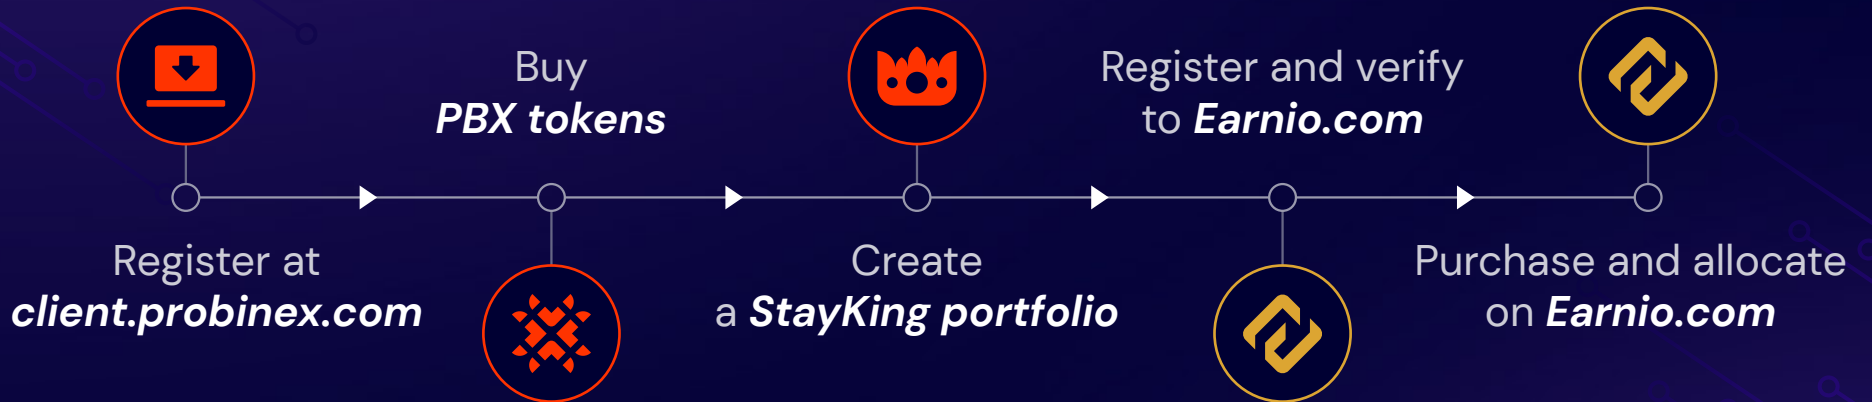 Register at
client.probinex.com
Buy
PBX tokens
Create
a StayKing portfolio
Register and verify
to Earnio.com
Purchase and allocate
on Earnio.com